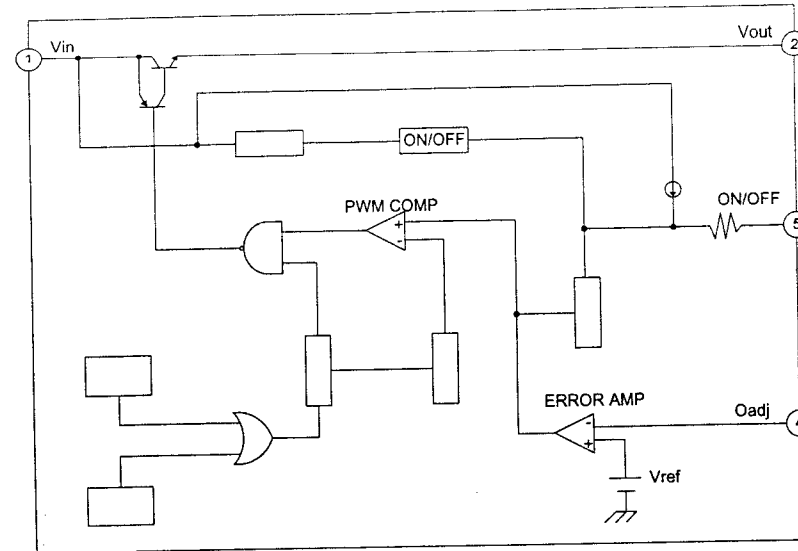 1
Vin
Vout
2
ON/OFF
ON/OFF
PWM COMP
+
-
5
ERROR AMP
Oadj
4
-
+
Vref